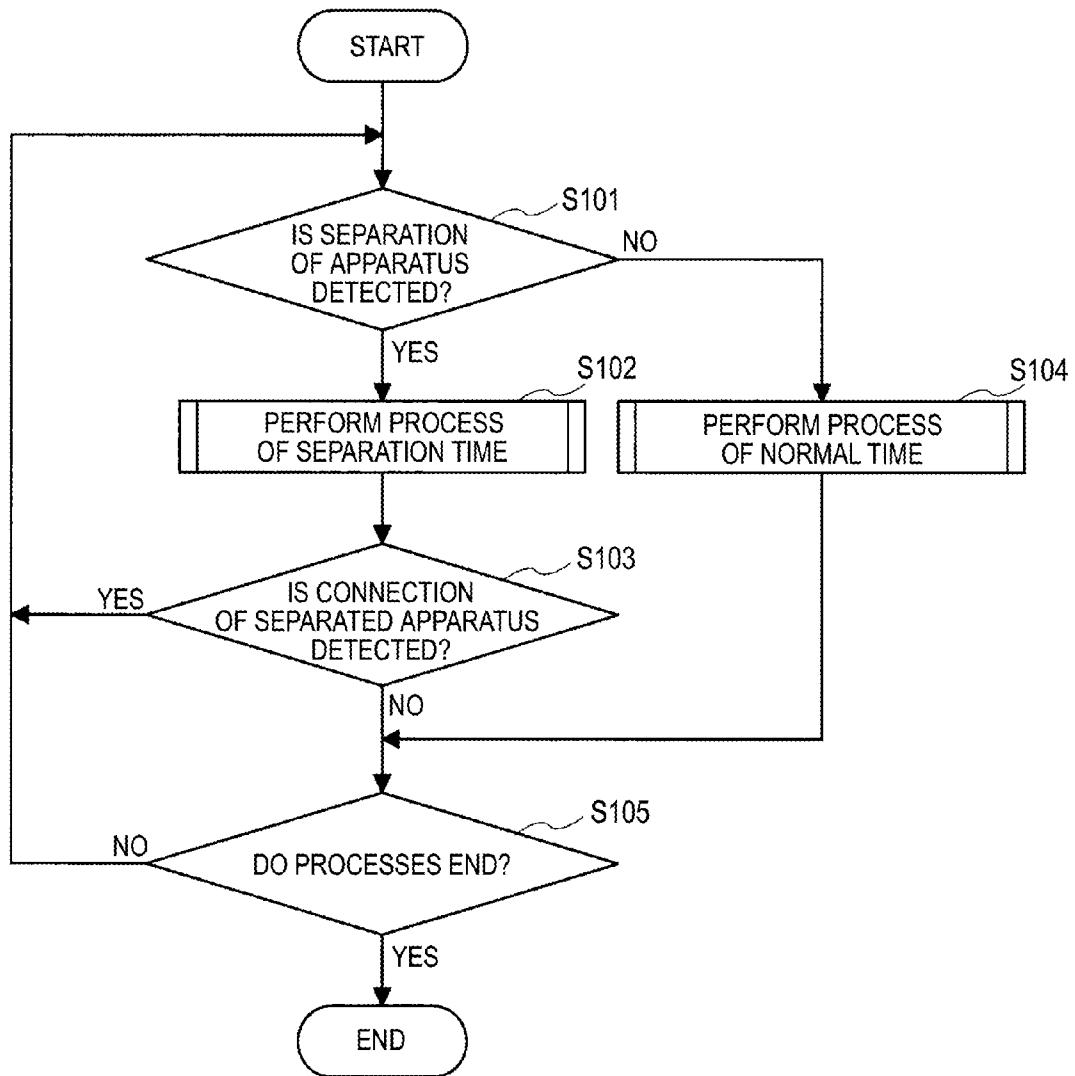 START
S101
IS SEPARATION
OF APPARATUS
DETECTED?
NO
YES
S102
PERFORM PROCESS
OF SEPARATION TIME
S104
PERFORM PROCESS
OF NORMAL TIME
S103
IS CONNECTION
OF SEPARATED APPARATUS
DETECTED?
YES
NO
S105
DO PROCESSES END?
NO
YES
END